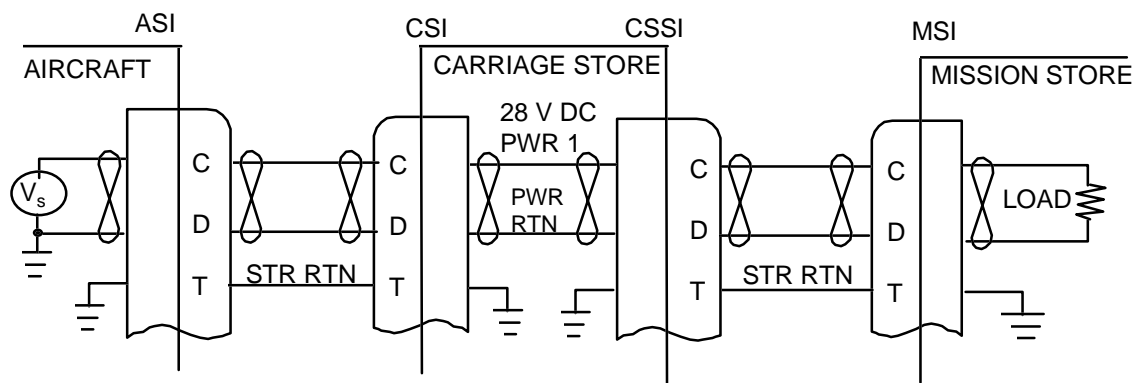 ASI
CSI
CSSI
MSI
AIRCRAFT
CARRIAGE STORE
MISSION STORE
28 V DC
PWR 1
C
C
C
C
Vs
PWR
RTN
LOAD
D
D
D
D
STR RTN
STR RTN
T
T
T
T